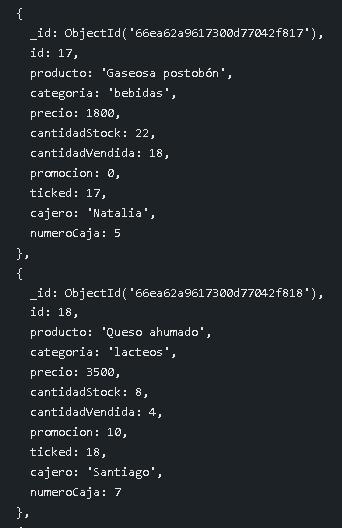 {
_id: ObjectId("66ea62a9617300d77042f817"),
id: 17,
producto: 'Gaseosa postobón',
categoria: 'bebidas',
precio: 1800,
cantidadStock: 22,
cantidadVendida: 18,
promocion: 0,
ticked: 17,
cajero: 'Natalia',
numeroCaja: 5
},
{
_id: ObjectId("66ea62a9617300d77042f818"),
id: 18,
producto: 'Queso ahumado',
categoria: 'lacteos',
precio: 3500,
cantidadStock: 8,
cantidadVendida: 4,
promocion: 10,
ticked: 18,
cajero: 'Santiago',
numeroCaja: 7
},